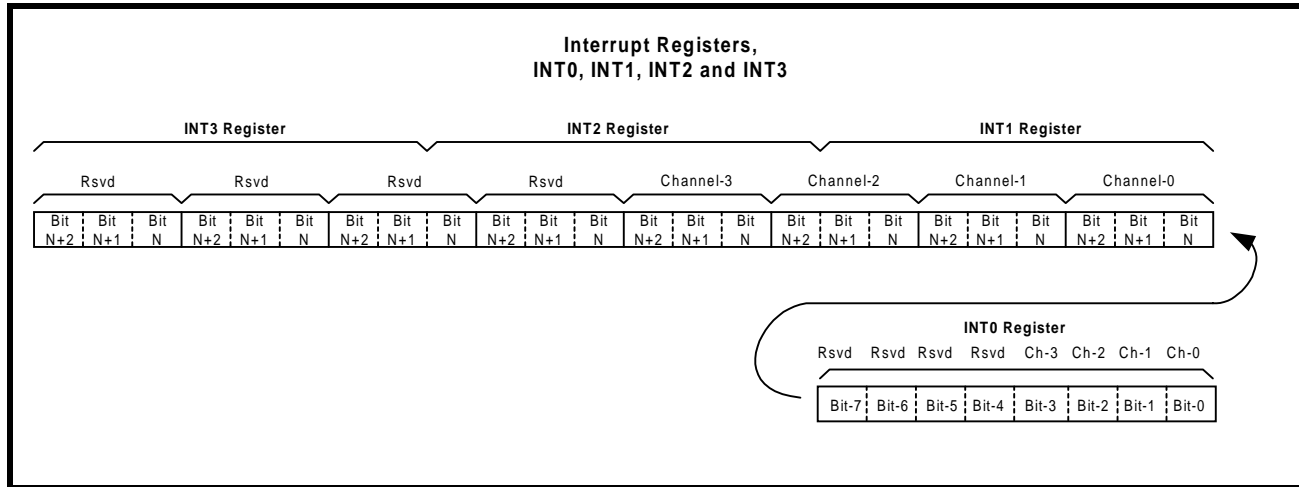 Interrupt Registers,
INT0, INT1, INT2 and INT3
INT3 Register INT2 Register INT1 Register
Rsvd Rsvd Rsvd Rsvd Channel-3 Channel-2 Channel-1 Channel-0
Bit Bit Bit Bit Bit Bit Bit Bit Bit Bit Bit Bit Bit Bit Bit Bit Bit Bit Bit Bit Bit Bit Bit Bit
N+2 N+1 N N+2 N+1 N N+2 N+1 N N+2 N+1 N N+2 N+1 N N+2 N+1 N N+2 N+1 N N+2 N+1 N
INT0 Register
Rsvd Rsvd Rsvd Rsvd Ch-3 Ch-2 Ch-1 Ch-0
Bit-7 Bit-6 Bit-5 Bit-4 Bit-3 Bit-2 Bit-1 Bit-0